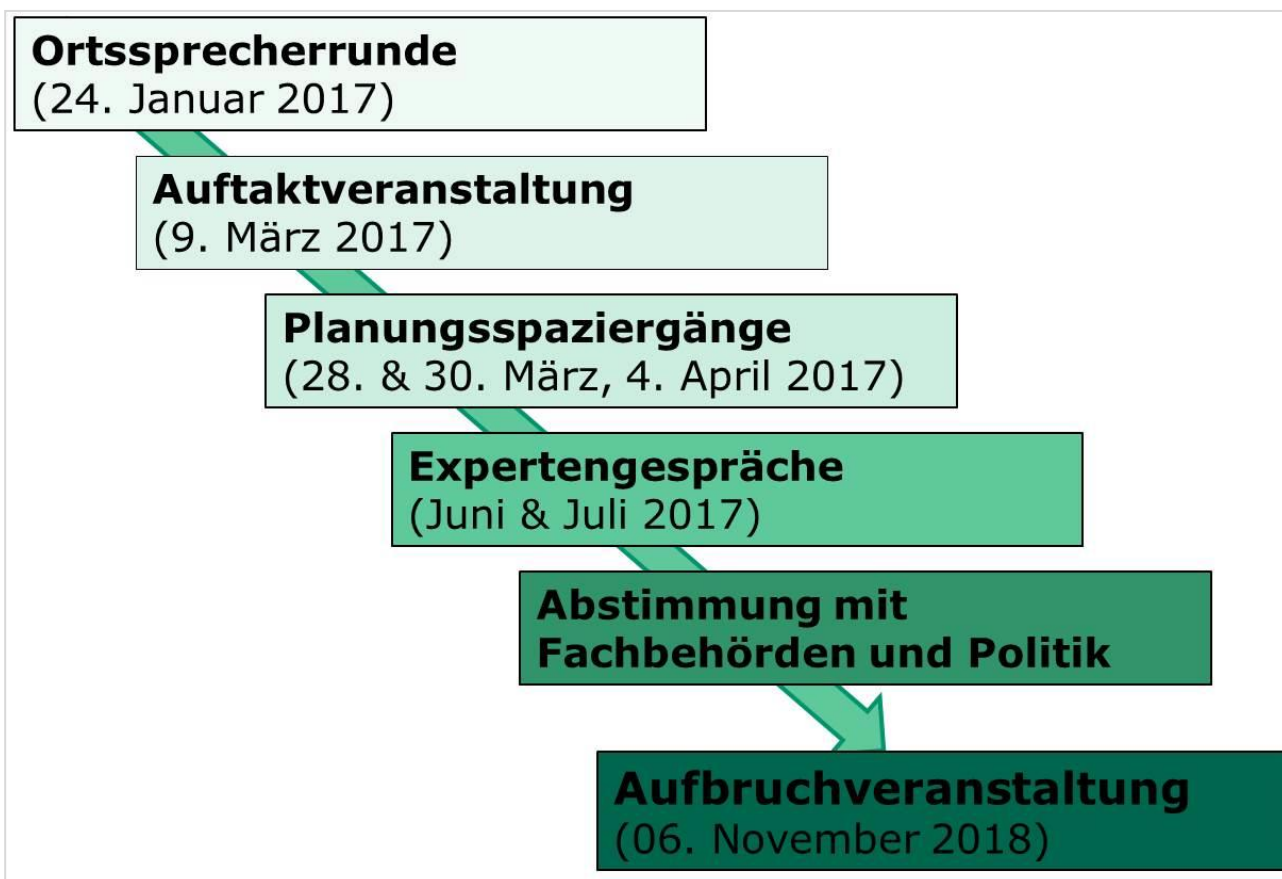 Ortssprecherrunde
(24. Januar 2017)
Auftaktveranstaltung
(9. März 2017)
Planungsspaziergänge
(28. & 30. März, 4. April 2017)
Expertengespräche
(Juni & Juli 2017)
Abstimmung mit
Fachbehörden und Politik
Aufbruchveranstaltung
(06. November 2018)